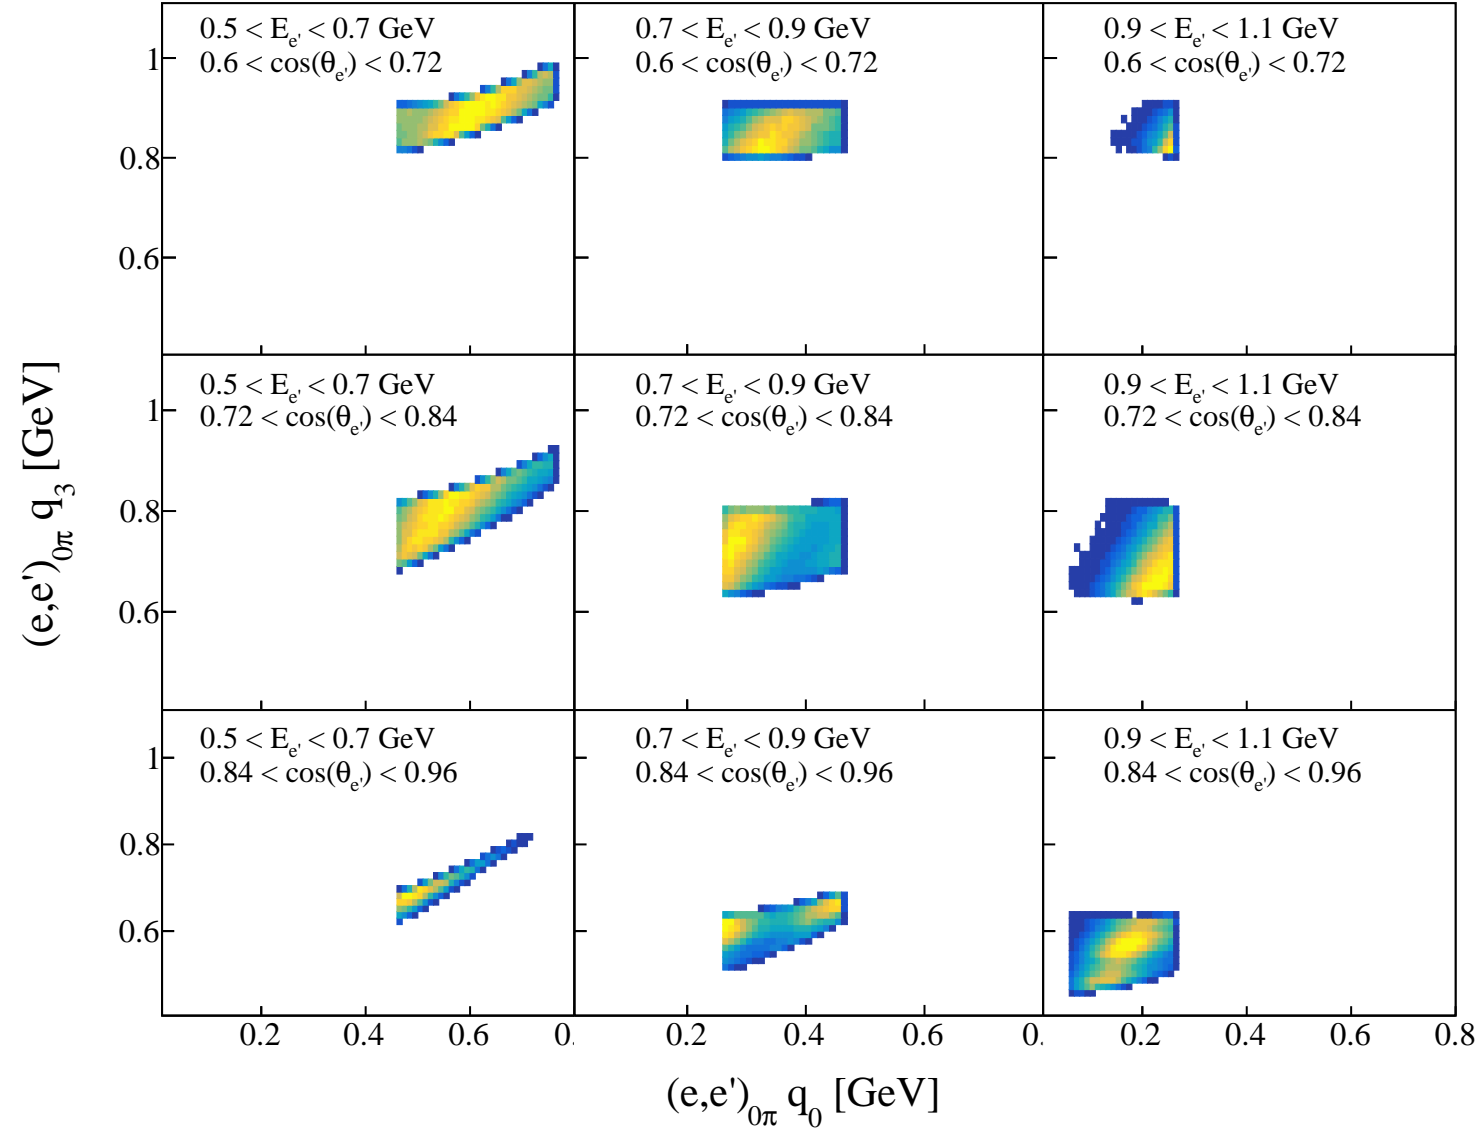 0.5 < E_e' < 0.7 GeV
0.6 < cos(θ_e') < 0.72
0.7 < E_e' < 0.9 GeV
0.6 < cos(θ_e') < 0.72
0.9 < E_e' < 1.1 GeV
0.6 < cos(θ_e') < 0.72
1
0.8
0.6
0.5 < E_e' < 0.7 GeV
0.72 < cos(θ_e') < 0.84
0.7 < E_e' < 0.9 GeV
0.72 < cos(θ_e') < 0.84
0.9 < E_e' < 1.1 GeV
0.72 < cos(θ_e') < 0.84
1
0.8
0.6
(e,e')_0π q_3 [GeV]
0.5 < E_e' < 0.7 GeV
0.84 < cos(θ_e') < 0.96
0.7 < E_e' < 0.9 GeV
0.84 < cos(θ_e') < 0.96
0.9 < E_e' < 1.1 GeV
0.84 < cos(θ_e') < 0.96
1
0.8
0.6
0.2 0.4 0.6 0. 0.2 0.4 0.6 0. 0.2 0.4 0.6 0.8
(e,e')_0π q_0 [GeV]